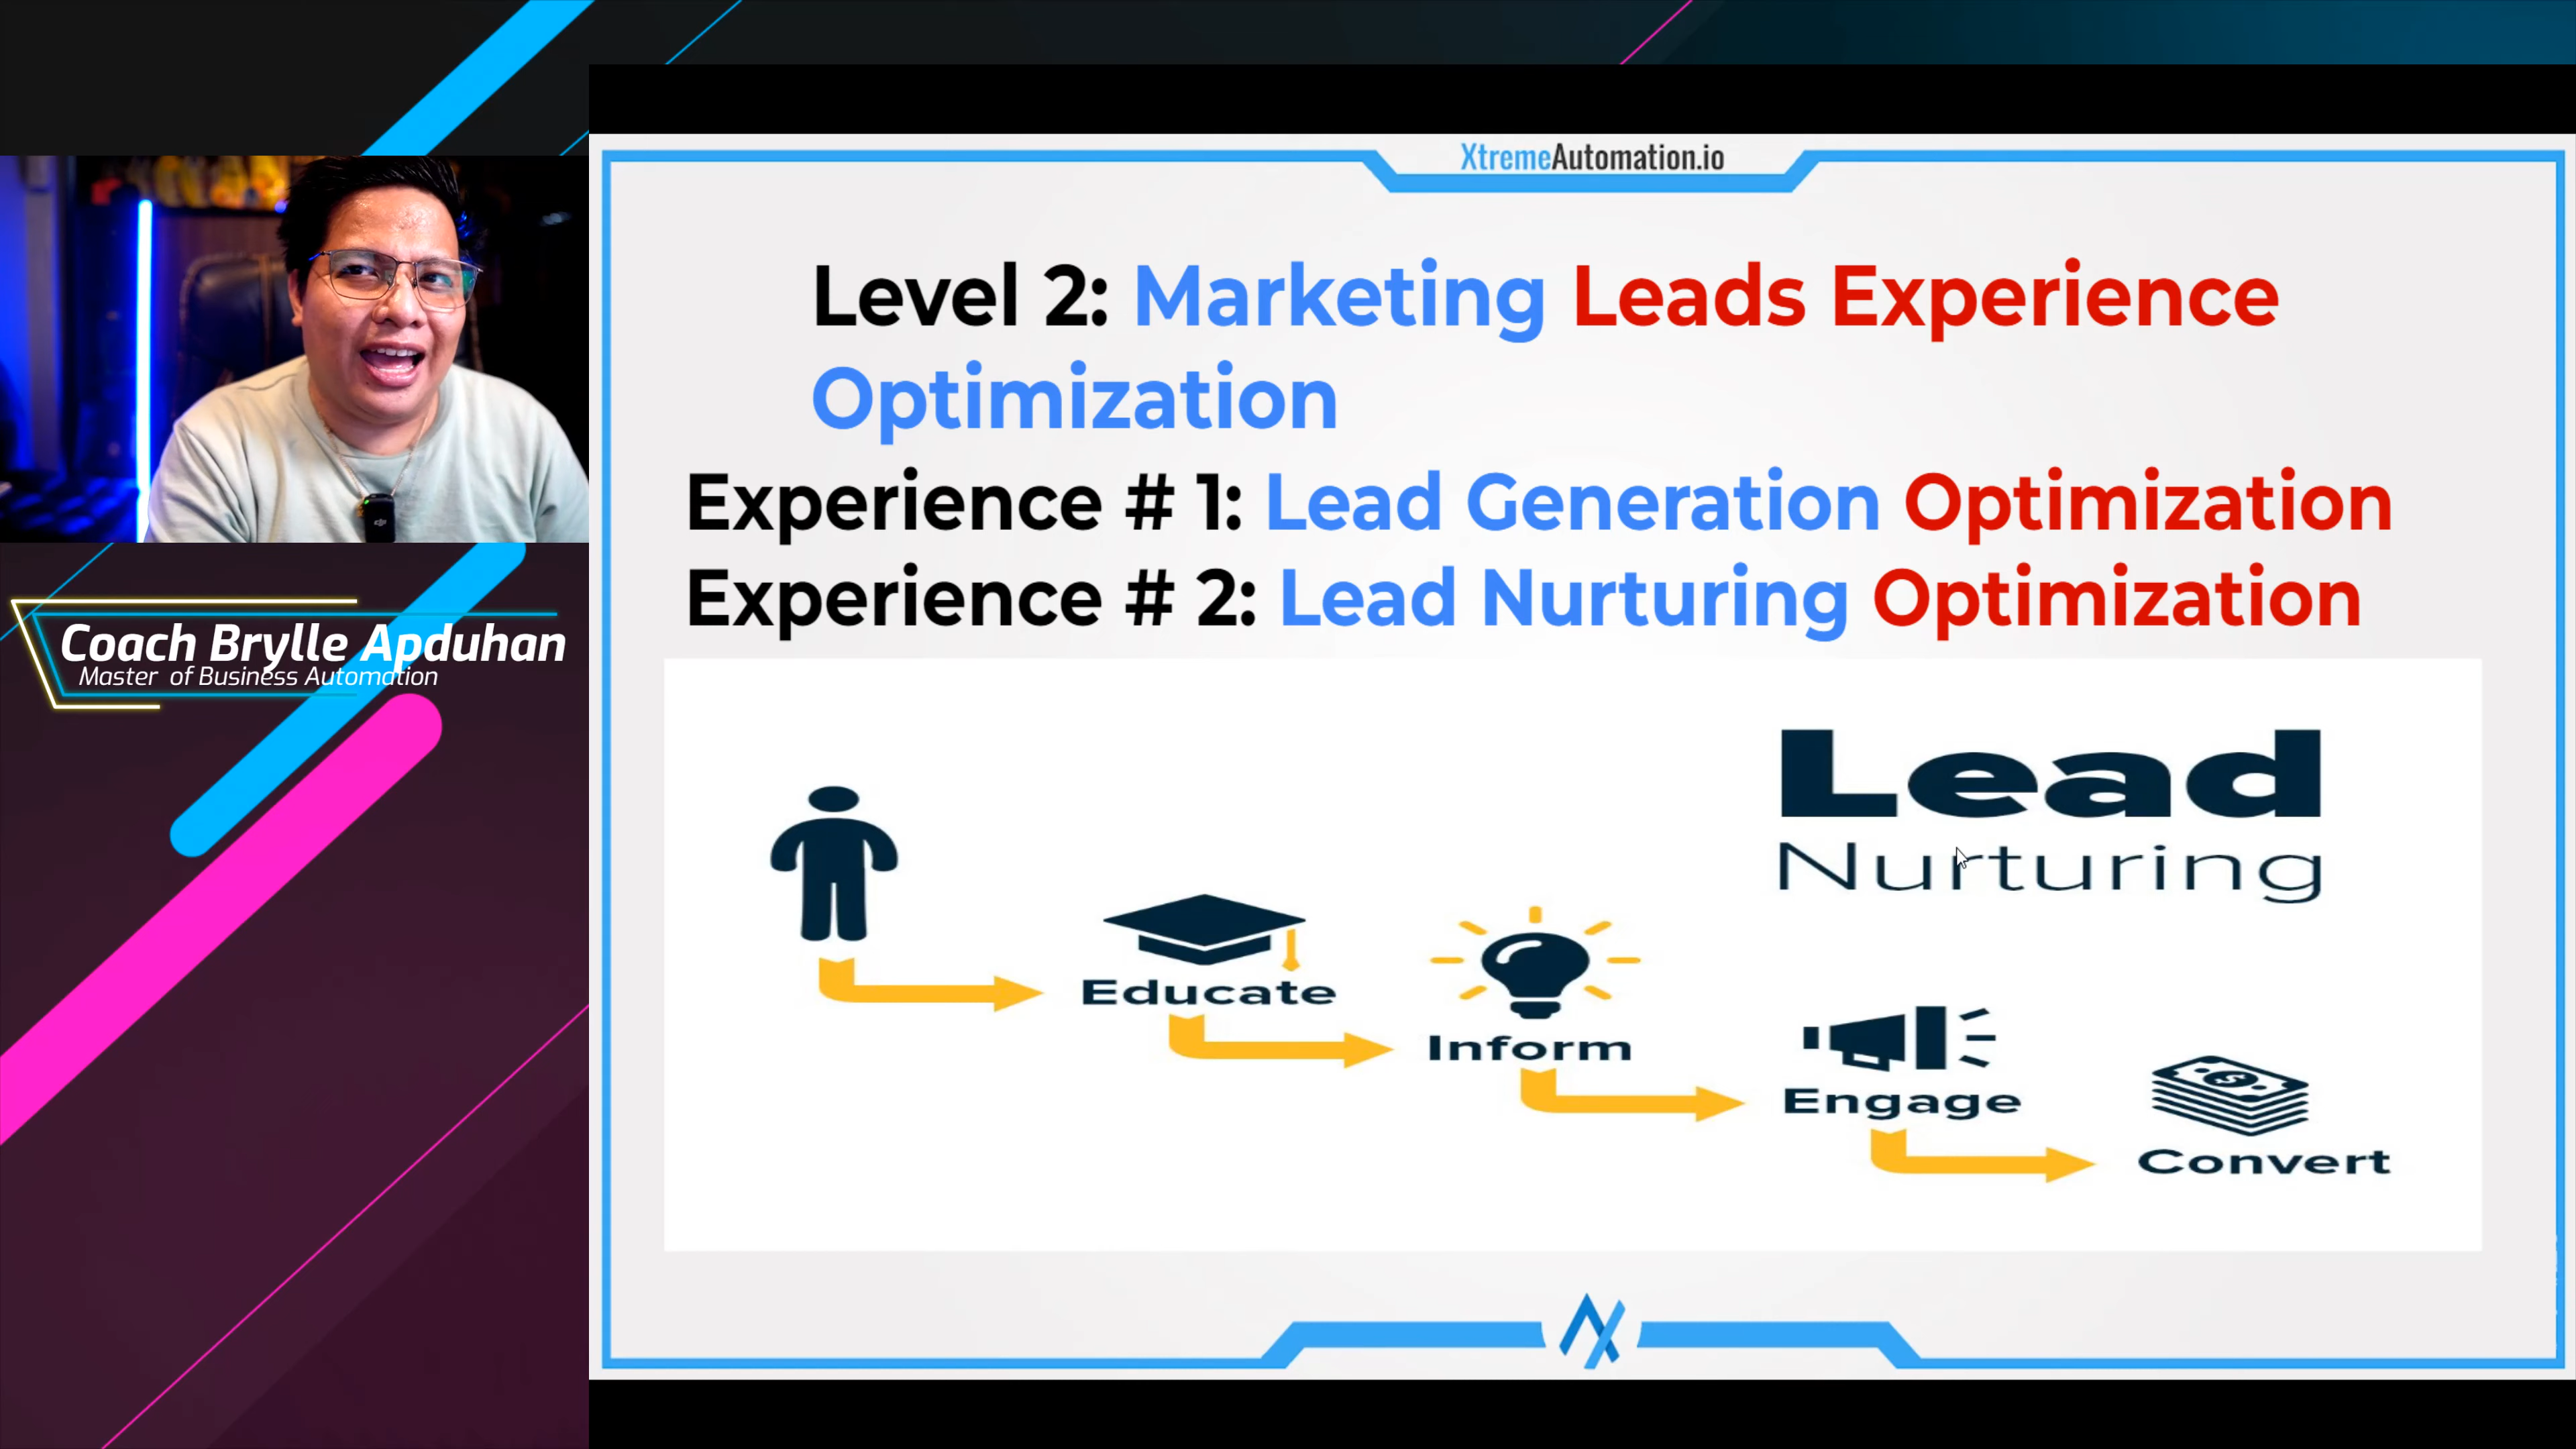 XtremeAutomation.io
Level 2: Marketing Leads Experience
Optimization
Experience # 1: Lead Generation Optimization
Experience # 2: Lead Nurturing Optimization
Coach Brylle Apduhan
Master of Business Automation
Lead
Nurturing
Educate
Inform
Engage
Convert